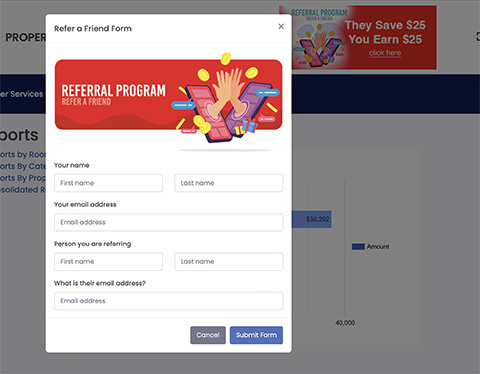 Refer a Friend Form
×
REFERRAL PROGRAM
REFER A FRIEND
Your name
First name
Last name
Your email address
Email address
Person you are referring
First name
Last name
What is their email address?
Email address
Cancel
Submit Form
PROPER
REFERRAL PROGRAM
REFER A FRIEND
They Save $25
You Earn $25
click here
er Services
ports
orts by Roo
orts by Cate
orts by Prop
nsolidated R
$36,292
Amount
40,000